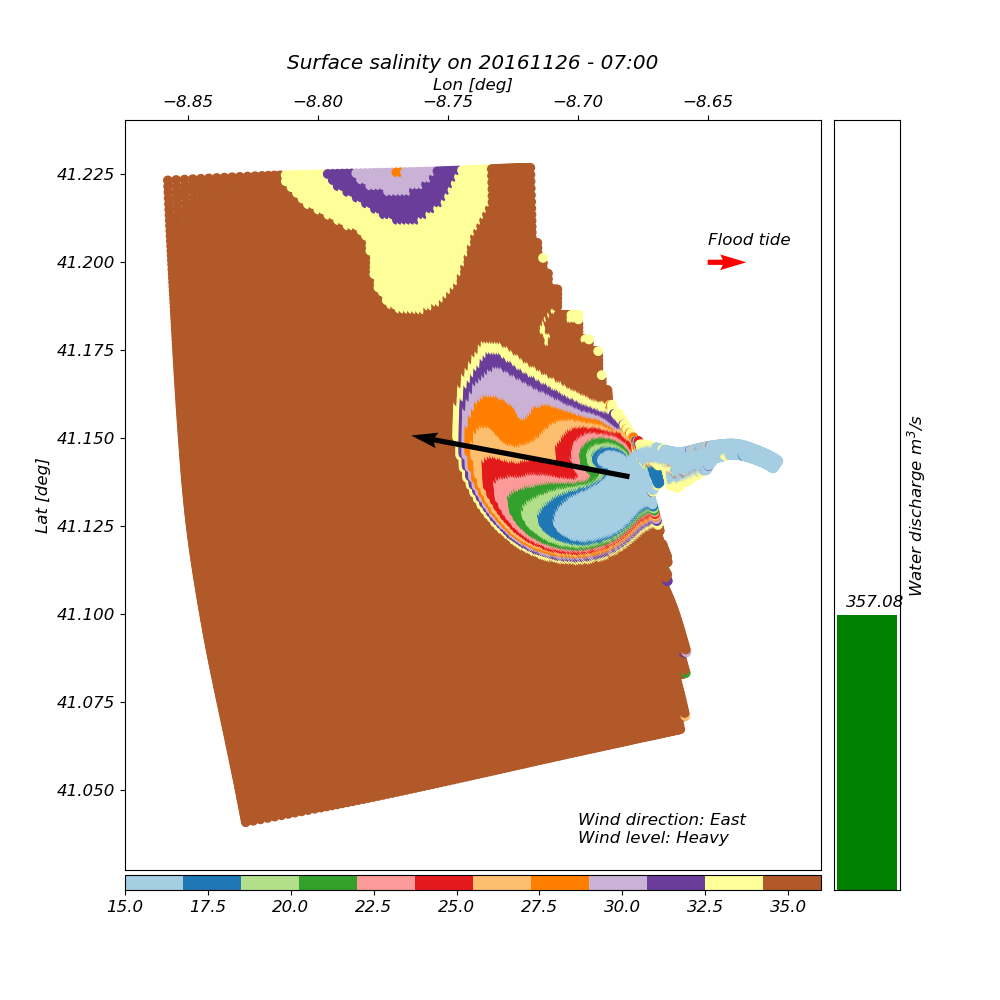 Surface salinity on 20161126 - 07:00
Lon [deg]
−8.85 −8.80 −8.75 −8.70 −8.65
41.225
41.200
41.175
41.150
41.125
41.100
41.075
41.050
Lat [deg]
Flood tide
Wind direction: East
Wind level: Heavy
357.08
Water discharge m³/s
15.0 17.5 20.0 22.5 25.0 27.5 30.0 32.5 35.0